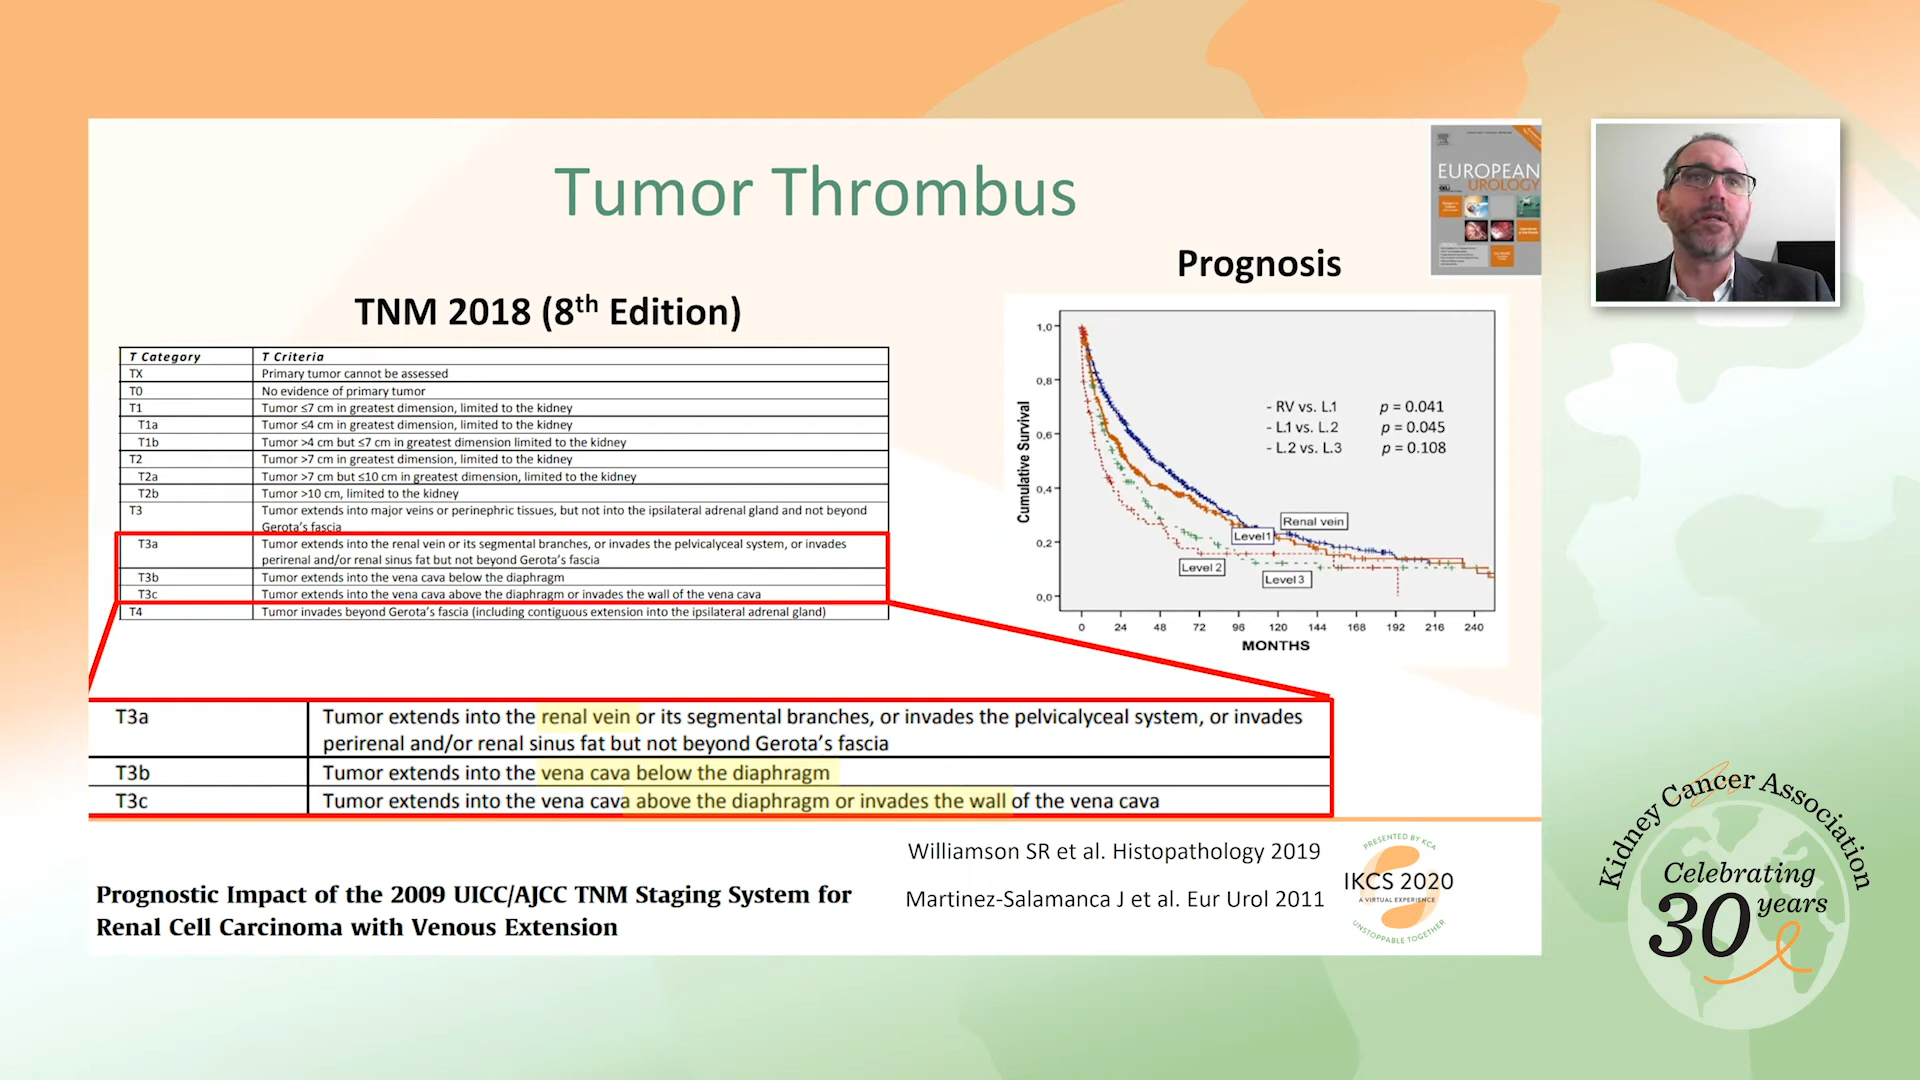 Tumor Thrombus
EUROPEAN
UROLOGY
TNM 2018 (8th Edition)
T Category T Criteria
TX Primary tumor cannot be assessed
T0 No evidence of primary tumor
T1 Tumor ≤7 cm in greatest dimension, limited to the kidney
T1a Tumor ≤4 cm in greatest dimension, limited to the kidney
T1b Tumor >4 cm but ≤7 cm in greatest dimension limited to the kidney
T2 Tumor >7 cm in greatest dimension, limited to the kidney
T2a Tumor >7 cm but ≤10 cm in greatest dimension, limited to the kidney
T2b Tumor >10 cm, limited to the kidney
T3 Tumor extends into major veins or perinephric tissues, but not into the ipsilateral adrenal gland and not beyond
Gerota's fascia
T3a Tumor extends into the renal vein or its segmental branches, or invades the pelvicalyceal system, or invades
perirenal and/or renal sinus fat but not beyond Gerota's fascia
T3b Tumor extends into the vena cava below the diaphragm
T3c Tumor extends into the vena cava above the diaphragm or invades the wall of the vena cava
T4 Tumor invades beyond Gerota's fascia (including contiguous extension into the ipsilateral adrenal gland)
Prognosis
Cumulative Survival
1,0
0,8
0,6
0,4
0,2
0,0
- RV vs. L.1 p = 0.041
- L.1 vs. L.2 p = 0.045
- L.2 vs. L.3 p = 0.108
Renal vein
Level1
Level 2
Level 3
0 24 48 72 96 120 144 168 192 216 240
MONTHS
T3a Tumor extends into the renal vein or its segmental branches, or invades the pelvicalyceal system, or invades
perirenal and/or renal sinus fat but not beyond Gerota's fascia
T3b Tumor extends into the vena cava below the diaphragm
T3c Tumor extends into the vena cava above the diaphragm or invades the wall of the vena cava
Prognostic Impact of the 2009 UICC/AJCC TNM Staging System for
Renal Cell Carcinoma with Venous Extension
Williamson SR et al. Histopathology 2019
Martinez-Salamanca J et al. Eur Urol 2011
PRESENTED BY KCA
IKCS 2020
A VIRTUAL EXPERIENCE
UNSTOPPABLE TOGETHER
Kidney Cancer Association
Celebrating
30 years